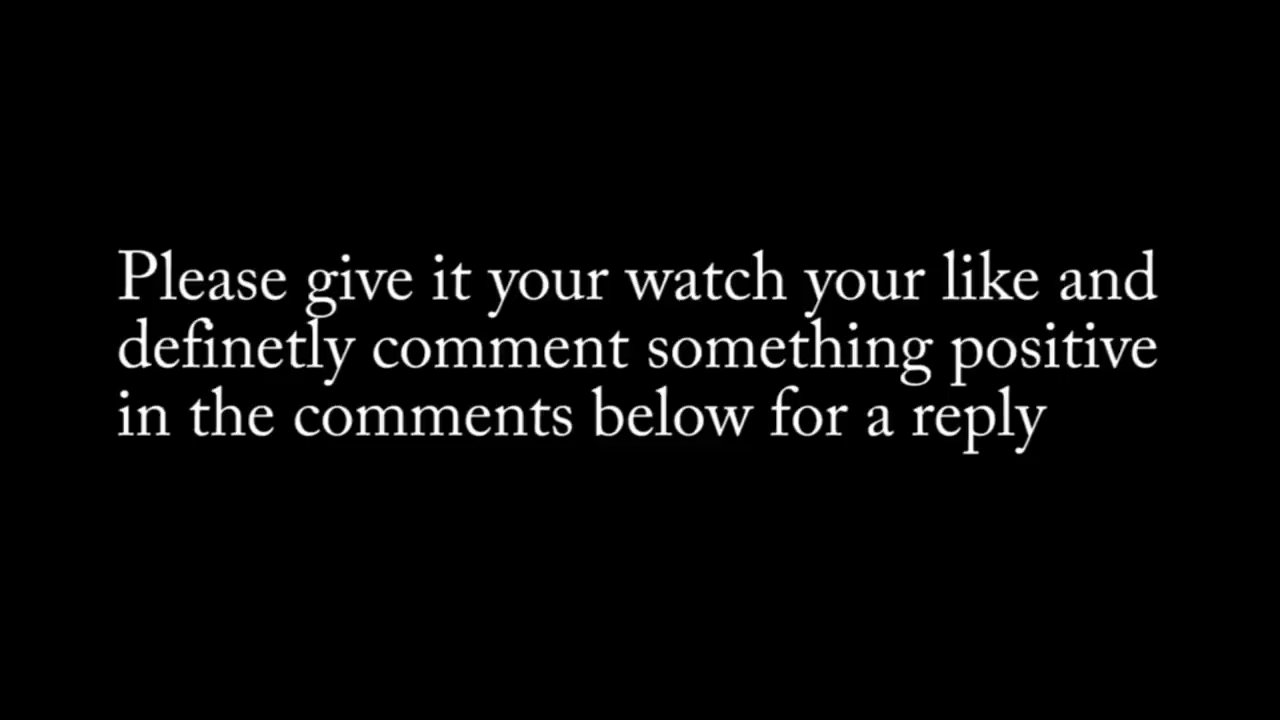 Please give it your watch your like and
definetly comment something positive
in the comments below for a reply